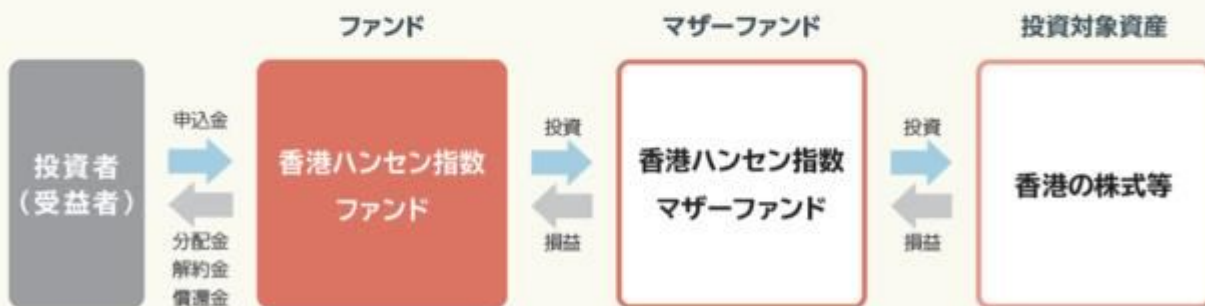 ファンド
マザーファンド
投資対象資産
投資者
(受益者)
申込金
分配金
解約金
償還金
香港ハンセン指数
ファンド
投資
損益
香港ハンセン指数
マザーファンド
投資
損益
香港の株式等